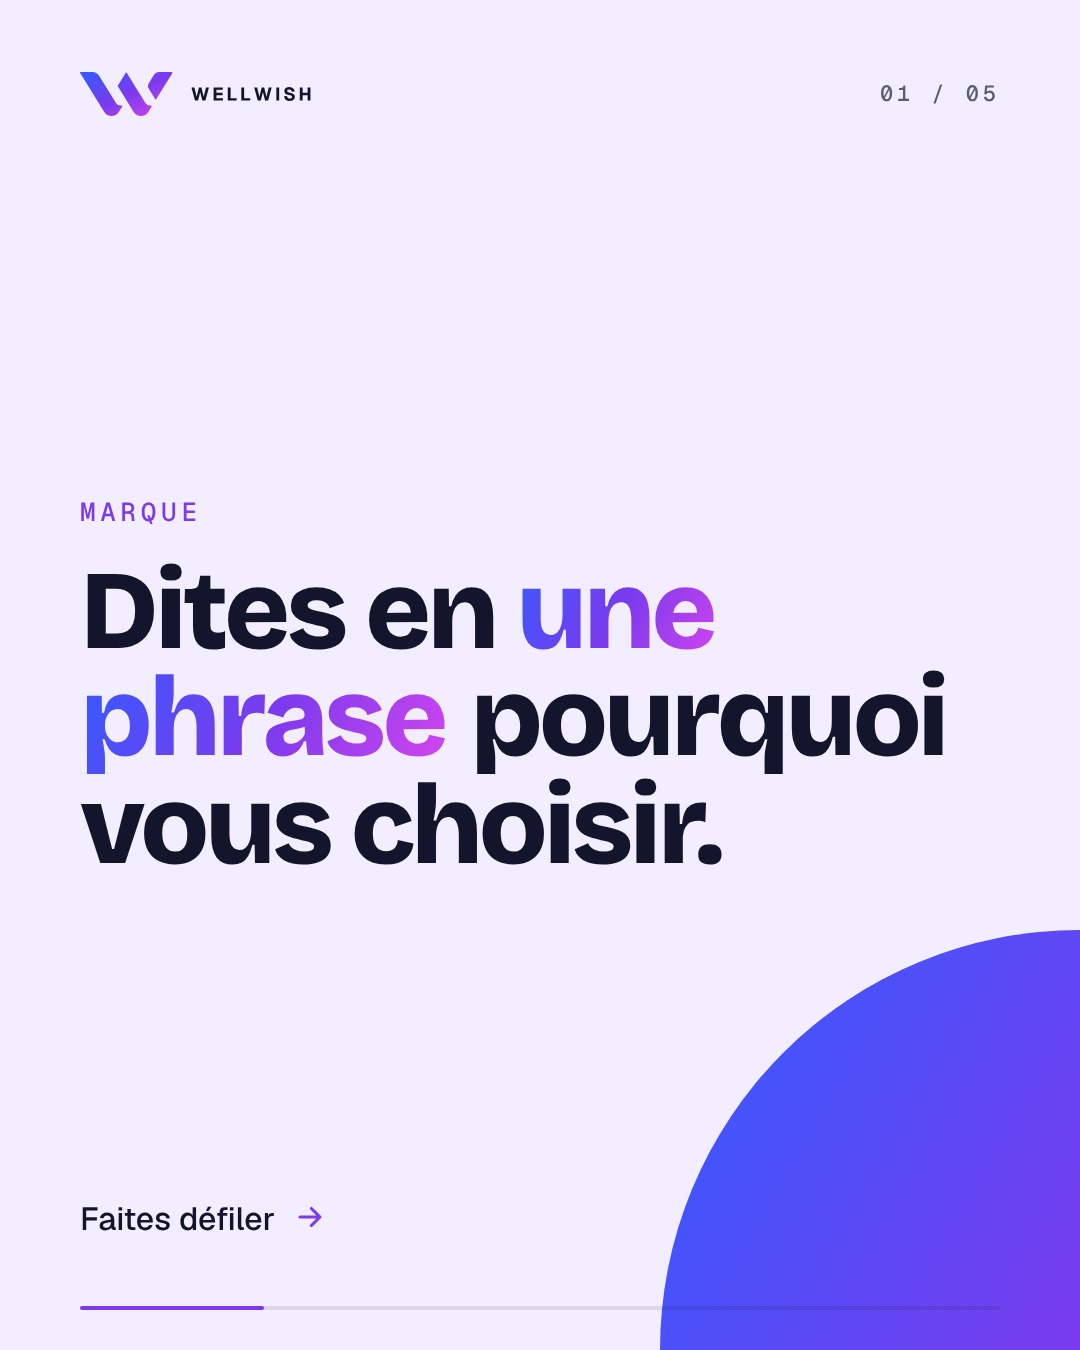 WELLWISH
01 / 05
MARQUE
Dites en une
phrase pourquoi
vous choisir.
Faites défiler →